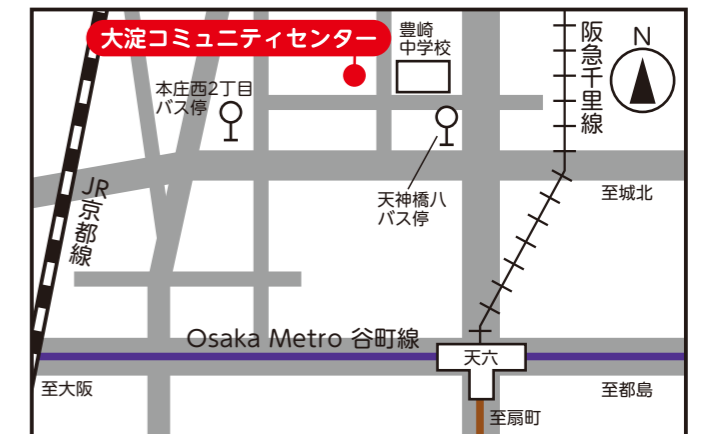 大淀コミュニティセンター
豊崎
中学校
阪急千里線
N
本庄西2丁目
バス停
天神橋八
バス停
至城北
JR京都線
Osaka Metro 谷町線
天六
至大阪
至都島
至扇町